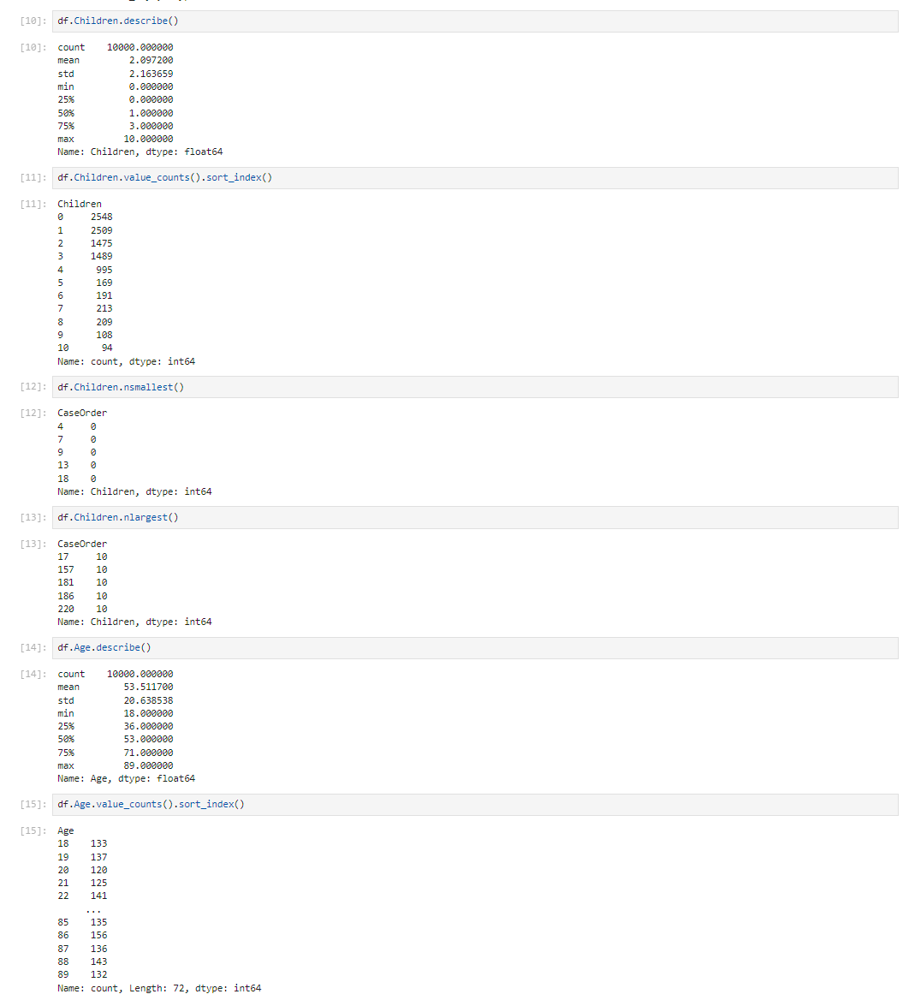 [10]: df.Children.describe()
[10]: count    10000.000000
mean         2.097200
std          2.163659
min          0.000000
25%          0.000000
50%          1.000000
75%          3.000000
max         10.000000
Name: Children, dtype: float64
[11]: df.Children.value_counts().sort_index()
[11]: Children
0     2548
1     2509
2     1475
3     1489
4      995
5      169
6      191
7      213
8      209
9      108
10      94
Name: count, dtype: int64
[12]: df.Children.nsmallest()
[12]: CaseOrder
4     0
7     0
9     0
13    0
18    0
Name: Children, dtype: int64
[13]: df.Children.nlargest()
[13]: CaseOrder
17     10
157    10
181    10
186    10
220    10
Name: Children, dtype: int64
[14]: df.Age.describe()
[14]: count    10000.000000
mean        53.511700
std         20.638538
min         18.000000
25%         36.000000
50%         53.000000
75%         71.000000
max         89.000000
Name: Age, dtype: float64
[15]: df.Age.value_counts().sort_index()
[15]: Age
18    133
19    137
20    120
21    125
22    141
     ...
85    135
86    156
87    136
88    143
89    132
Name: count, Length: 72, dtype: int64